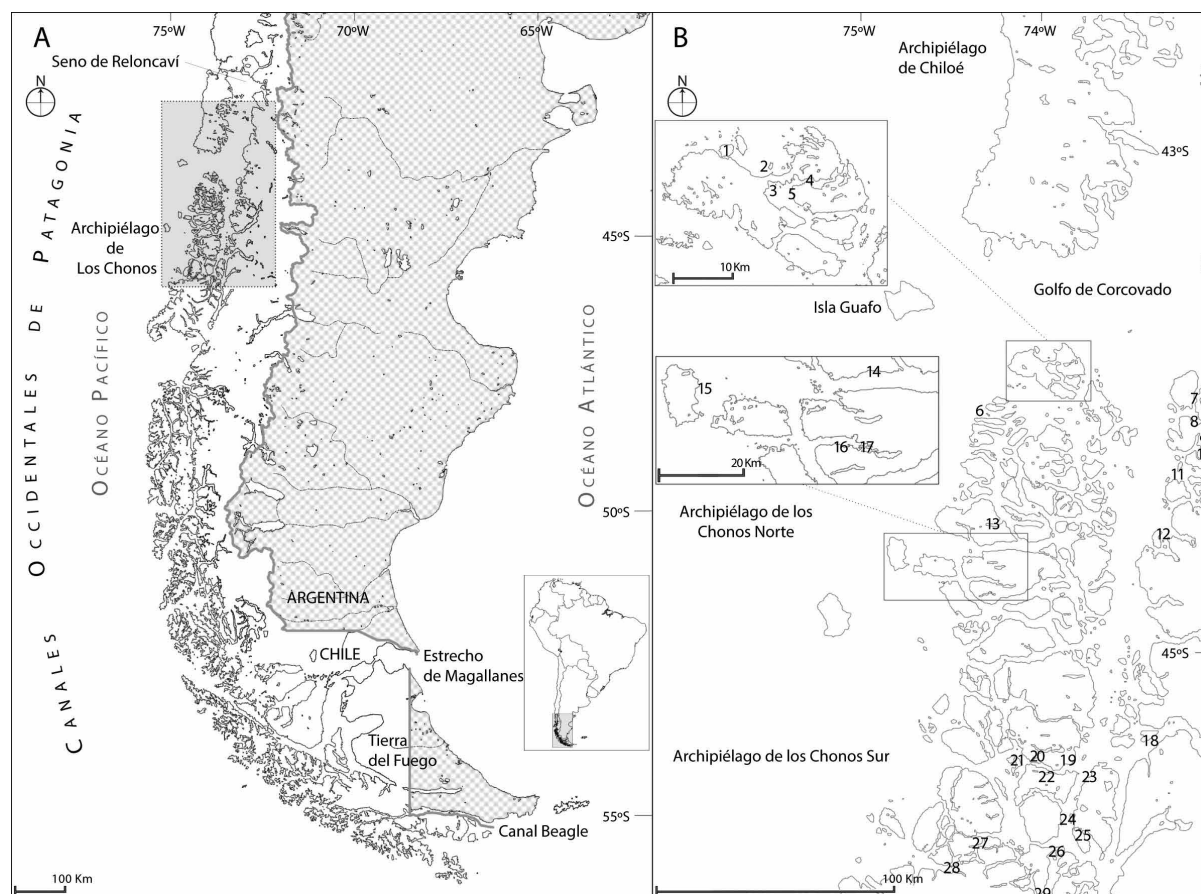 A
75ºW
70ºW
65ºW
Seno de Reloncaví
N
CANALES OCCIDENTALES DE PATAGONIA
Archipiélago
de
Los Chonos
45ºS
OCÉANO PACÍFICO
OCÉANO ATLÁNTICO
50ºS
ARGENTINA
CHILE
Estrecho
de Magallanes
Tierra
del Fuego
55ºS
Canal Beagle
100 Km
B
75ºW
74ºW
Archipiélago
de Chiloé
N
43ºS
1
2
3
4
5
10 Km
Isla Guafo
Golfo de Corcovado
14
15
16
17
20 Km
6
7
8
11
12
13
Archipiélago de los
Chonos Norte
45ºS
Archipiélago de los Chonos Sur
18
19
20
21
22
23
24
25
26
27
28
100 Km